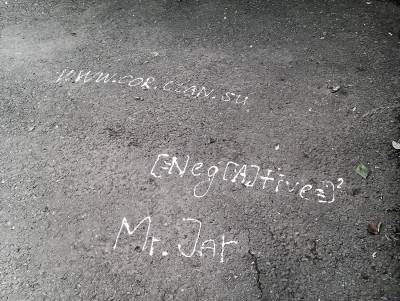 www.cor.clan.su
[=Neg[A]tive=]²
Mr. Jar